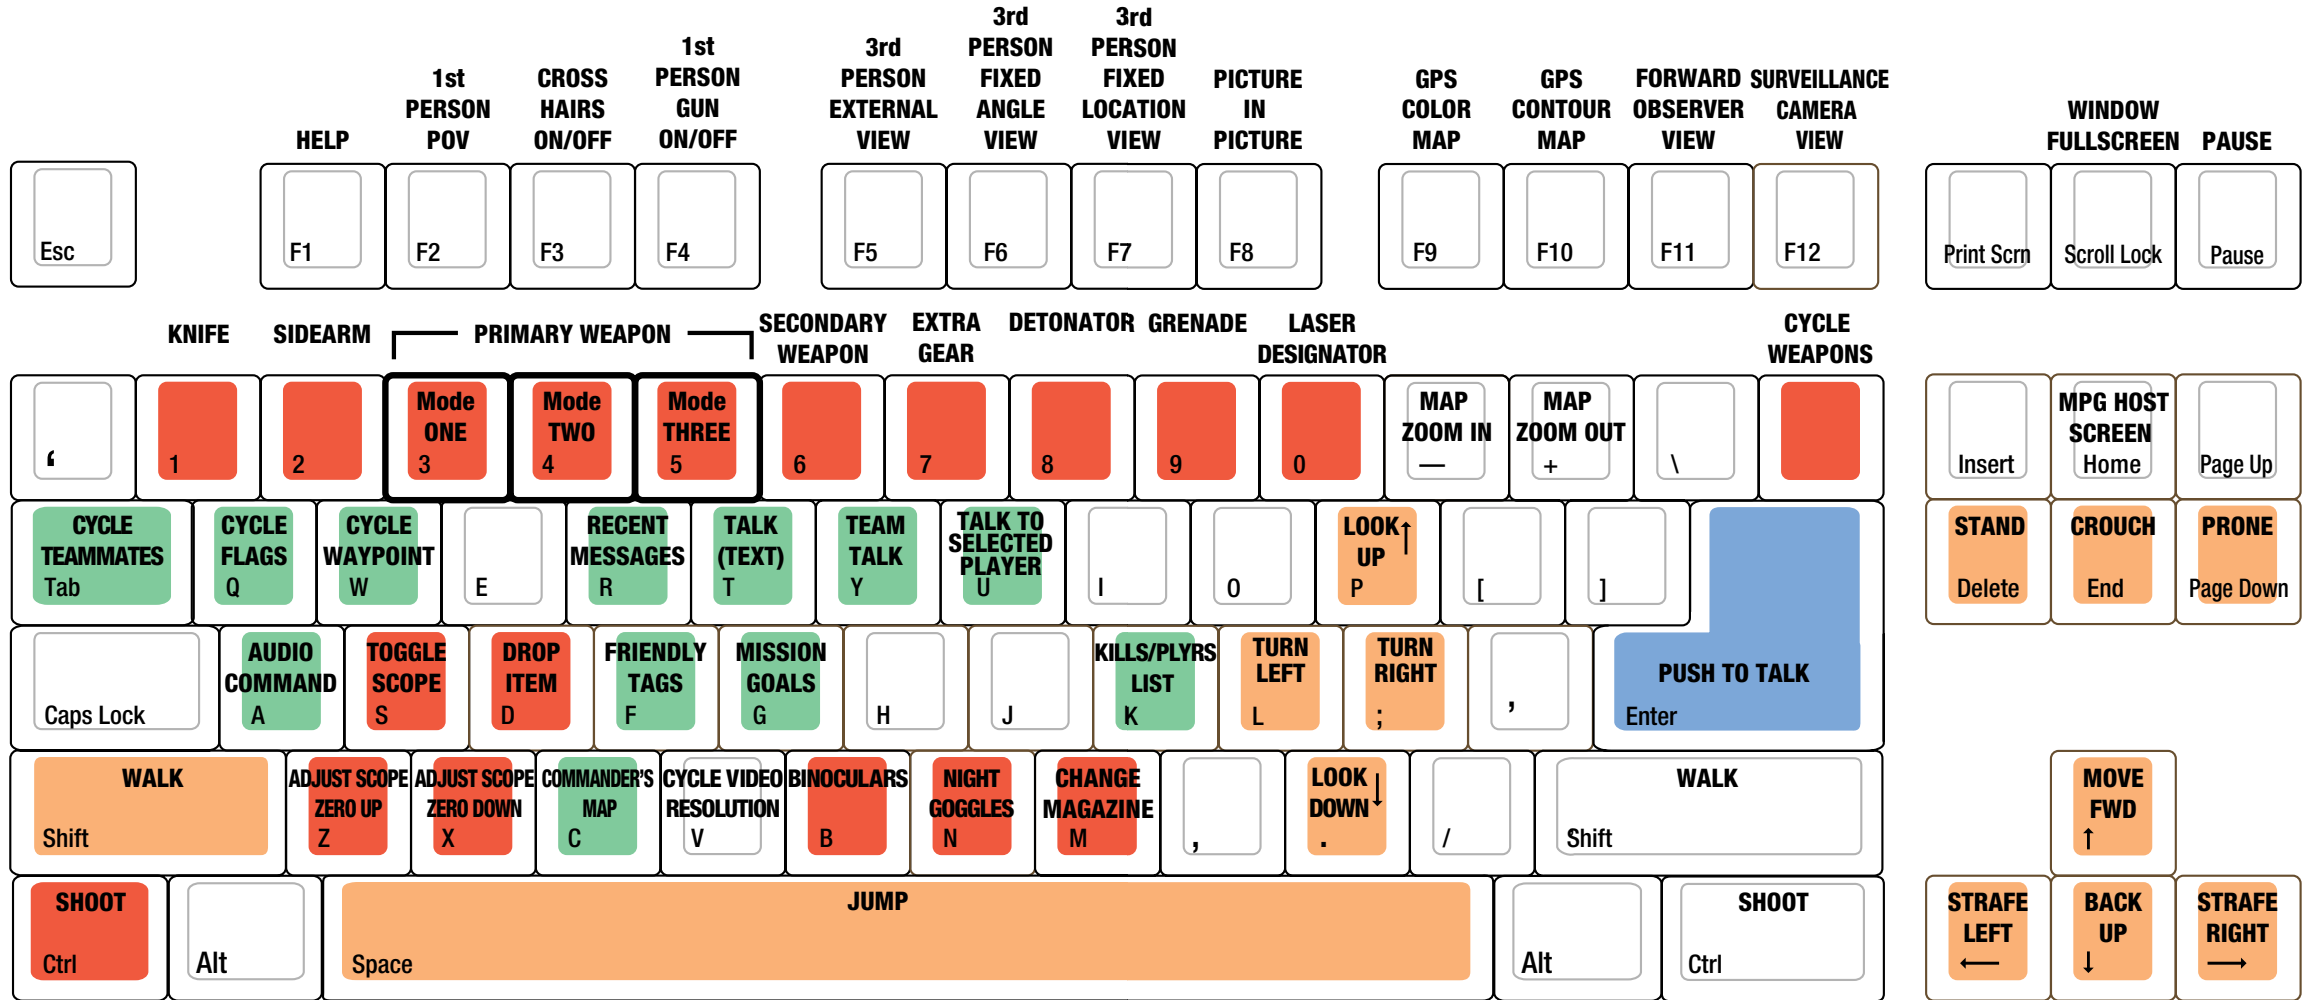 HELP
1st
PERSON
POV
CROSS
HAIRS
ON/OFF
1st
PERSON
GUN
ON/OFF
3rd
PERSON
EXTERNAL
VIEW
3rd
PERSON
FIXED
ANGLE
VIEW
3rd
PERSON
FIXED
LOCATION
VIEW
PICTURE
IN
PICTURE
GPS
COLOR
MAP
GPS
CONTOUR
MAP
FORWARD
OBSERVER
VIEW
SURVEILLANCE
CAMERA
VIEW
WINDOW
FULLSCREEN
PAUSE
Esc
F1
F2
F3
F4
F5
F6
F7
F8
F9
F10
F11
F12
Print Scrn
Scroll Lock
Pause
KNIFE
SIDEARM
PRIMARY WEAPON
SECONDARY
WEAPON
EXTRA
GEAR
DETONATOR
GRENADE
LASER
DESIGNATOR
CYCLE
WEAPONS
‘
1
2
Mode
ONE
3
Mode
TWO
4
Mode
THREE
5
6
7
8
9
0
MAP
ZOOM IN
—
MAP
ZOOM OUT
+
\
Insert
MPG HOST
SCREEN
Home
Page Up
CYCLE
TEAMMATES
Tab
CYCLE
FLAGS
Q
CYCLE
WAYPOINT
W
E
RECENT
MESSAGES
R
TALK
(TEXT)
T
TEAM
TALK
Y
TALK TO
SELECTED
PLAYER
U
I
O
LOOK ↑
UP
P
[
]
STAND
Delete
CROUCH
End
PRONE
Page Down
Caps Lock
AUDIO
COMMAND
A
TOGGLE
SCOPE
S
DROP
ITEM
D
FRIENDLY
TAGS
F
MISSION
GOALS
G
H
J
KILLS/PLYRS
LIST
K
TURN
LEFT
L
TURN
RIGHT
;
,
PUSH TO TALK
Enter
WALK
Shift
ADJUST SCOPE
ZERO UP
Z
ADJUST SCOPE
ZERO DOWN
X
COMMANDER’S
MAP
C
CYCLE VIDEO
RESOLUTION
V
BINOCULARS
B
NIGHT
GOGGLES
N
CHANGE
MAGAZINE
M
,
LOOK
DOWN ↓
.
/
WALK
Shift
MOVE
FWD
↑
SHOOT
Ctrl
Alt
JUMP
Space
Alt
SHOOT
Ctrl
STRAFE
LEFT
←
BACK
UP
↓
STRAFE
RIGHT
→